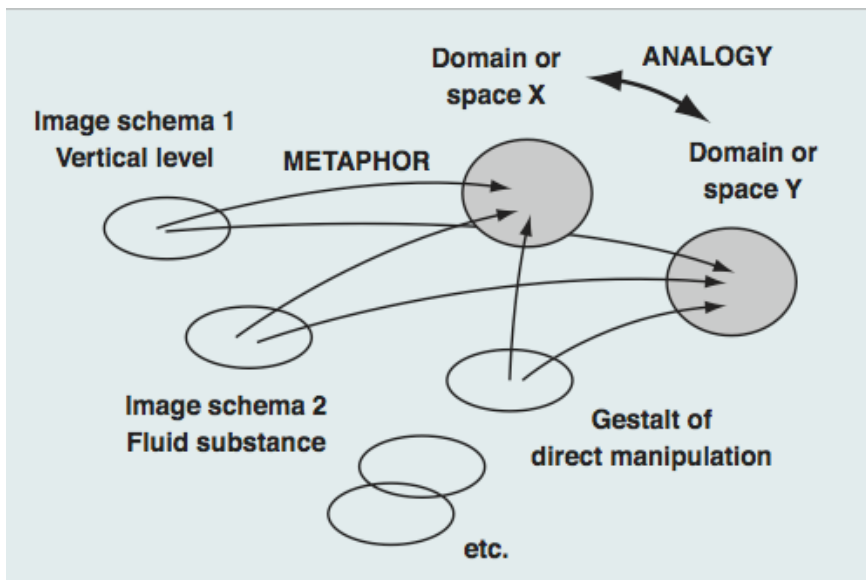 Domain or
space X
ANALOGY
Image schema 1
Vertical level
METAPHOR
Domain or
space Y
Image schema 2
Fluid substance
Gestalt of
direct manipulation
etc.